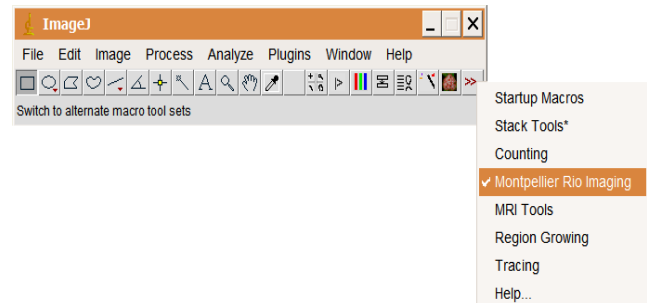 ImageJ
File Edit Image Process Analyze Plugins Window Help
A
Switch to alternate macro tool sets
Startup Macros
Stack Tools*
Counting
Montpellier Rio Imaging
MRI Tools
Region Growing
Tracing
Help...